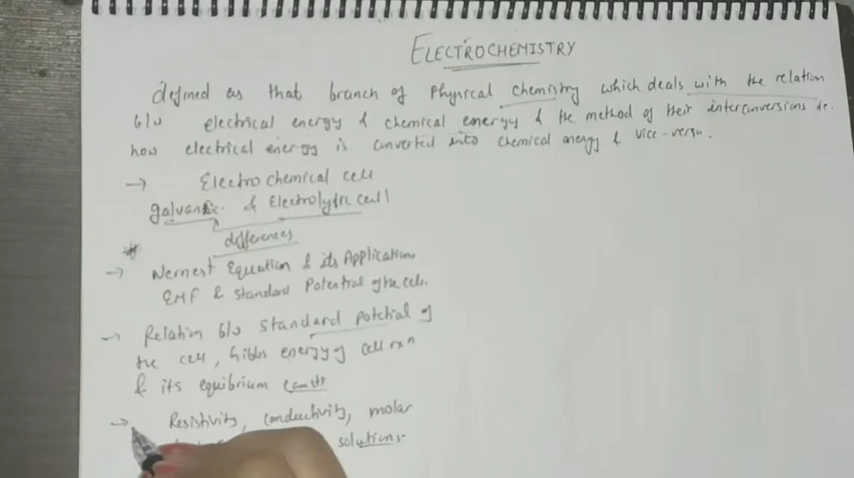 ELECTROCHEMISTRY
defined as that branch of Physical chemistry which deals with the relation
b/w electrical energy & chemical energy & the method of their interconversions i.e.
how electrical energy is converted into chemical energy & vice-versa.
→ Electrochemical cell
galvanic & Electrolytic cell
differences
* → Nernest Equation & its Applications
EMF & Standard Potential of the cell.
→ Relation b/w standard potential of
the cell, Gibbs energy of cell rxn
& its equibrium const
→ Resistivity, conductivity, molar
solutions.